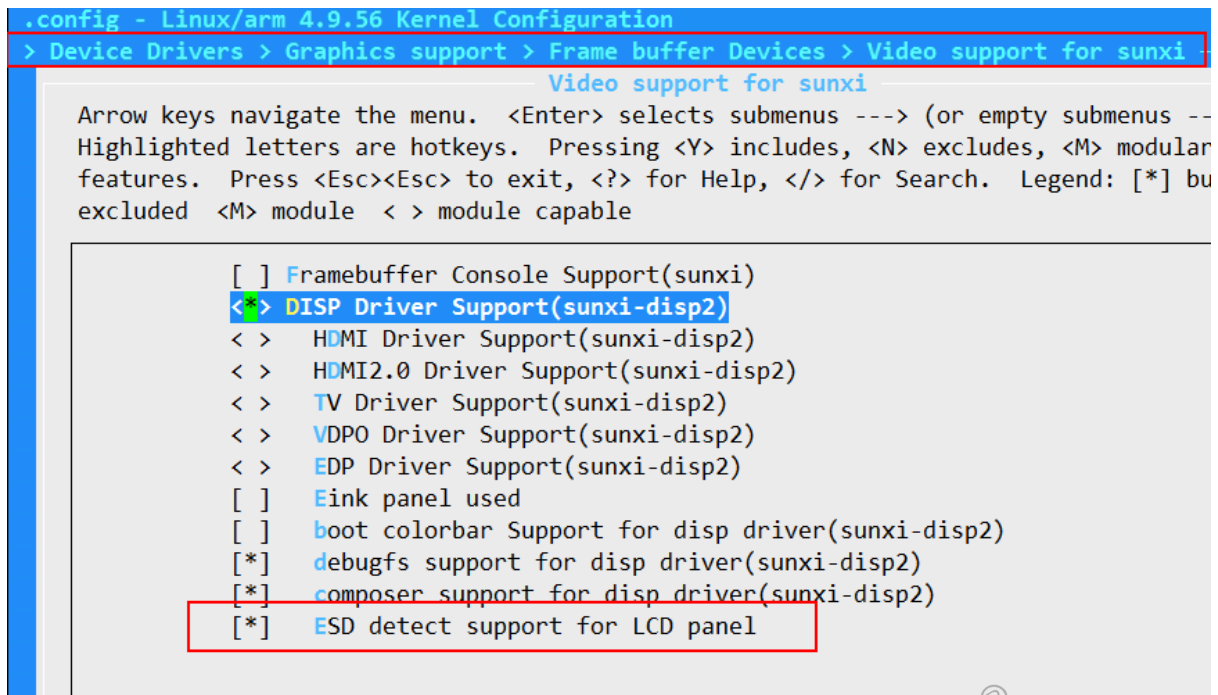 .config - Linux/arm 4.9.56 Kernel Configuration
> Device Drivers > Graphics support > Frame buffer Devices > Video support for sunxi
Video support for sunxi
Arrow keys navigate the menu.  <Enter> selects submenus ---> (or empty submenus --
Highlighted letters are hotkeys.  Pressing <Y> includes, <N> excludes, <M> modular
features.  Press <Esc><Esc> to exit, <?> for Help, </> for Search.  Legend: [*] bu
excluded  <M> module  < > module capable
[ ] Framebuffer Console Support(sunxi)
<*> DISP Driver Support(sunxi-disp2)
< >   HDMI Driver Support(sunxi-disp2)
< >   HDMI2.0 Driver Support(sunxi-disp2)
< >   TV Driver Support(sunxi-disp2)
< >   VDPO Driver Support(sunxi-disp2)
< >   EDP Driver Support(sunxi-disp2)
[ ]   Eink panel used
[ ]   boot colorbar Support for disp driver(sunxi-disp2)
[*]   debugfs support for disp driver(sunxi-disp2)
[*]   composer support for disp driver(sunxi-disp2)
[*]   ESD detect support for LCD panel